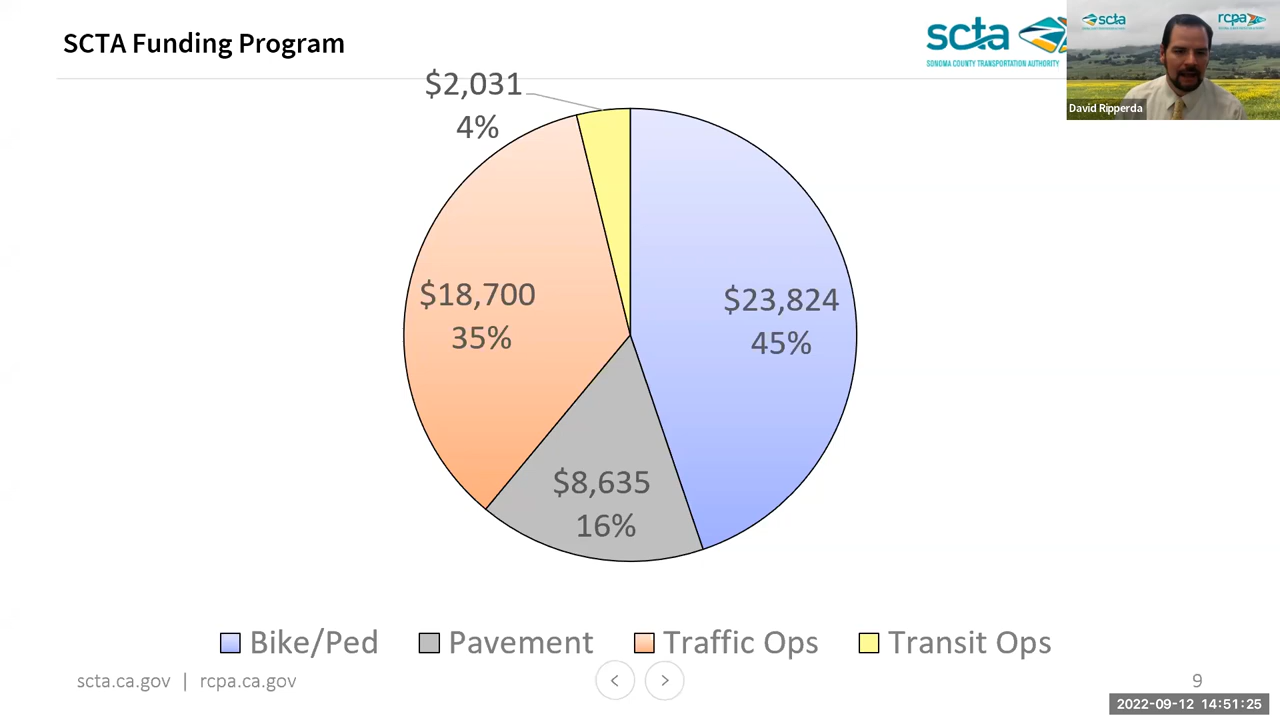 SCTA Funding Program
scta
SONOMA COUNTY TRANSPORTATION AUTHORITY
scta
rcpa
David Ripperda
$2,031
4%
$18,700
35%
$23,824
45%
$8,635
16%
Bike/Ped
Pavement
Traffic Ops
Transit Ops
scta.ca.gov | rcpa.ca.gov
9
2022-09-12 14:51:25